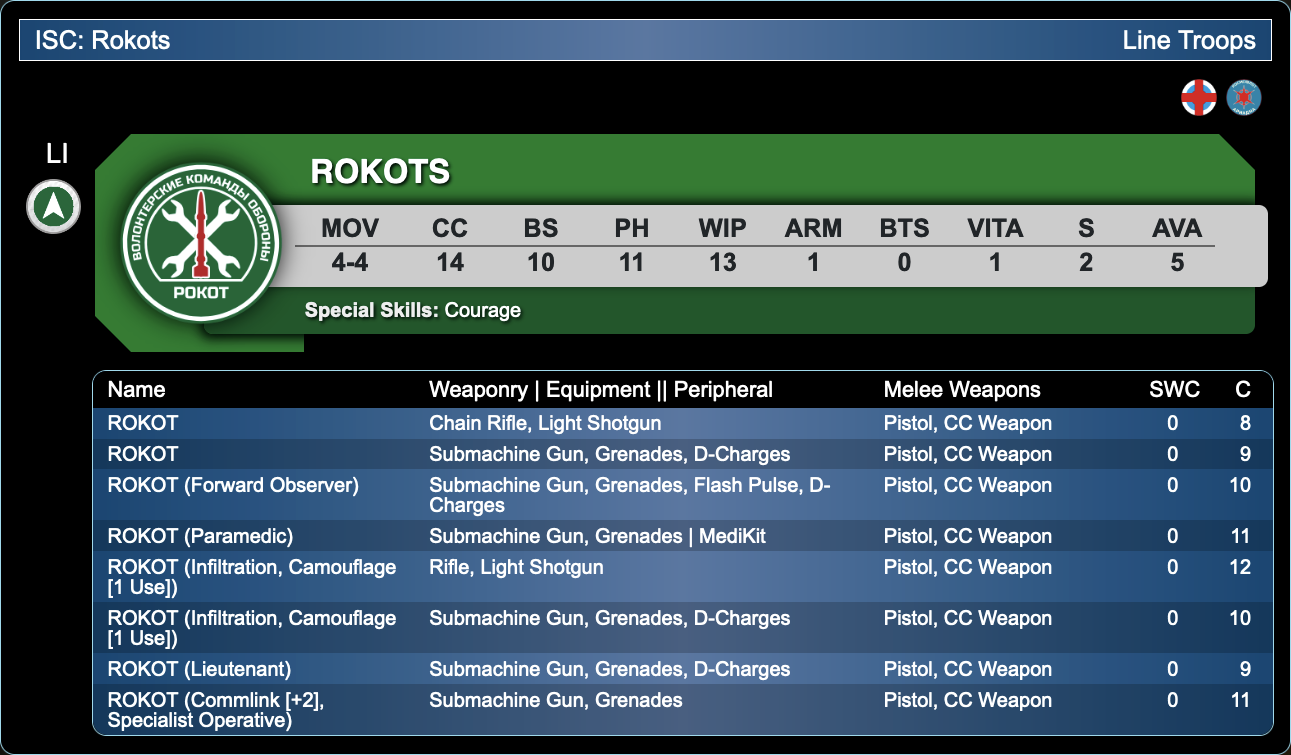 ISC: Rokots Line Troops
LI
ROKOTS
ВОЛОНТЕРСКИЕ КОМАНДЫ ОБОРОНЫ
РОКОТ
MOV CC BS PH WIP ARM BTS VITA S AVA
4-4 14 10 11 13 1 0 1 2 5
Special Skills: Courage
Name Weaponry | Equipment || Peripheral Melee Weapons SWC C
ROKOT Chain Rifle, Light Shotgun Pistol, CC Weapon 0 8
ROKOT Submachine Gun, Grenades, D-Charges Pistol, CC Weapon 0 9
ROKOT (Forward Observer) Submachine Gun, Grenades, Flash Pulse, D- Pistol, CC Weapon 0 10
Charges
ROKOT (Paramedic) Submachine Gun, Grenades | MediKit Pistol, CC Weapon 0 11
ROKOT (Infiltration, Camouflage Rifle, Light Shotgun Pistol, CC Weapon 0 12
[1 Use])
ROKOT (Infiltration, Camouflage Submachine Gun, Grenades, D-Charges Pistol, CC Weapon 0 10
[1 Use])
ROKOT (Lieutenant) Submachine Gun, Grenades, D-Charges Pistol, CC Weapon 0 9
ROKOT (Commlink [+2], Submachine Gun, Grenades Pistol, CC Weapon 0 11
Specialist Operative)